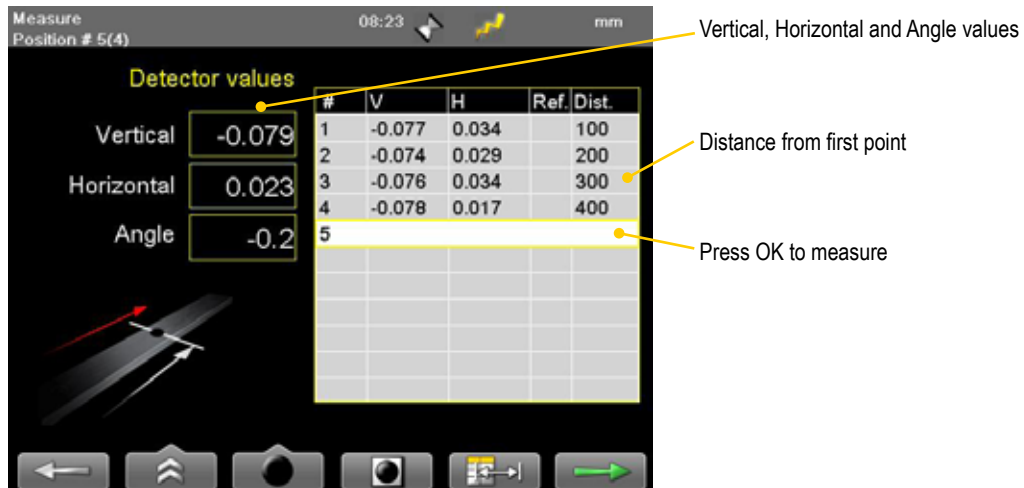 Measure
Position # 5(4)
08:23
mm
Detector values
Vertical -0.079
Horizontal 0.023
Angle -0.2
# V H Ref. Dist.
1 -0.077 0.034 100
2 -0.074 0.029 200
3 -0.076 0.034 300
4 -0.078 0.017 400
5
Vertical, Horizontal and Angle values
Distance from first point
Press OK to measure